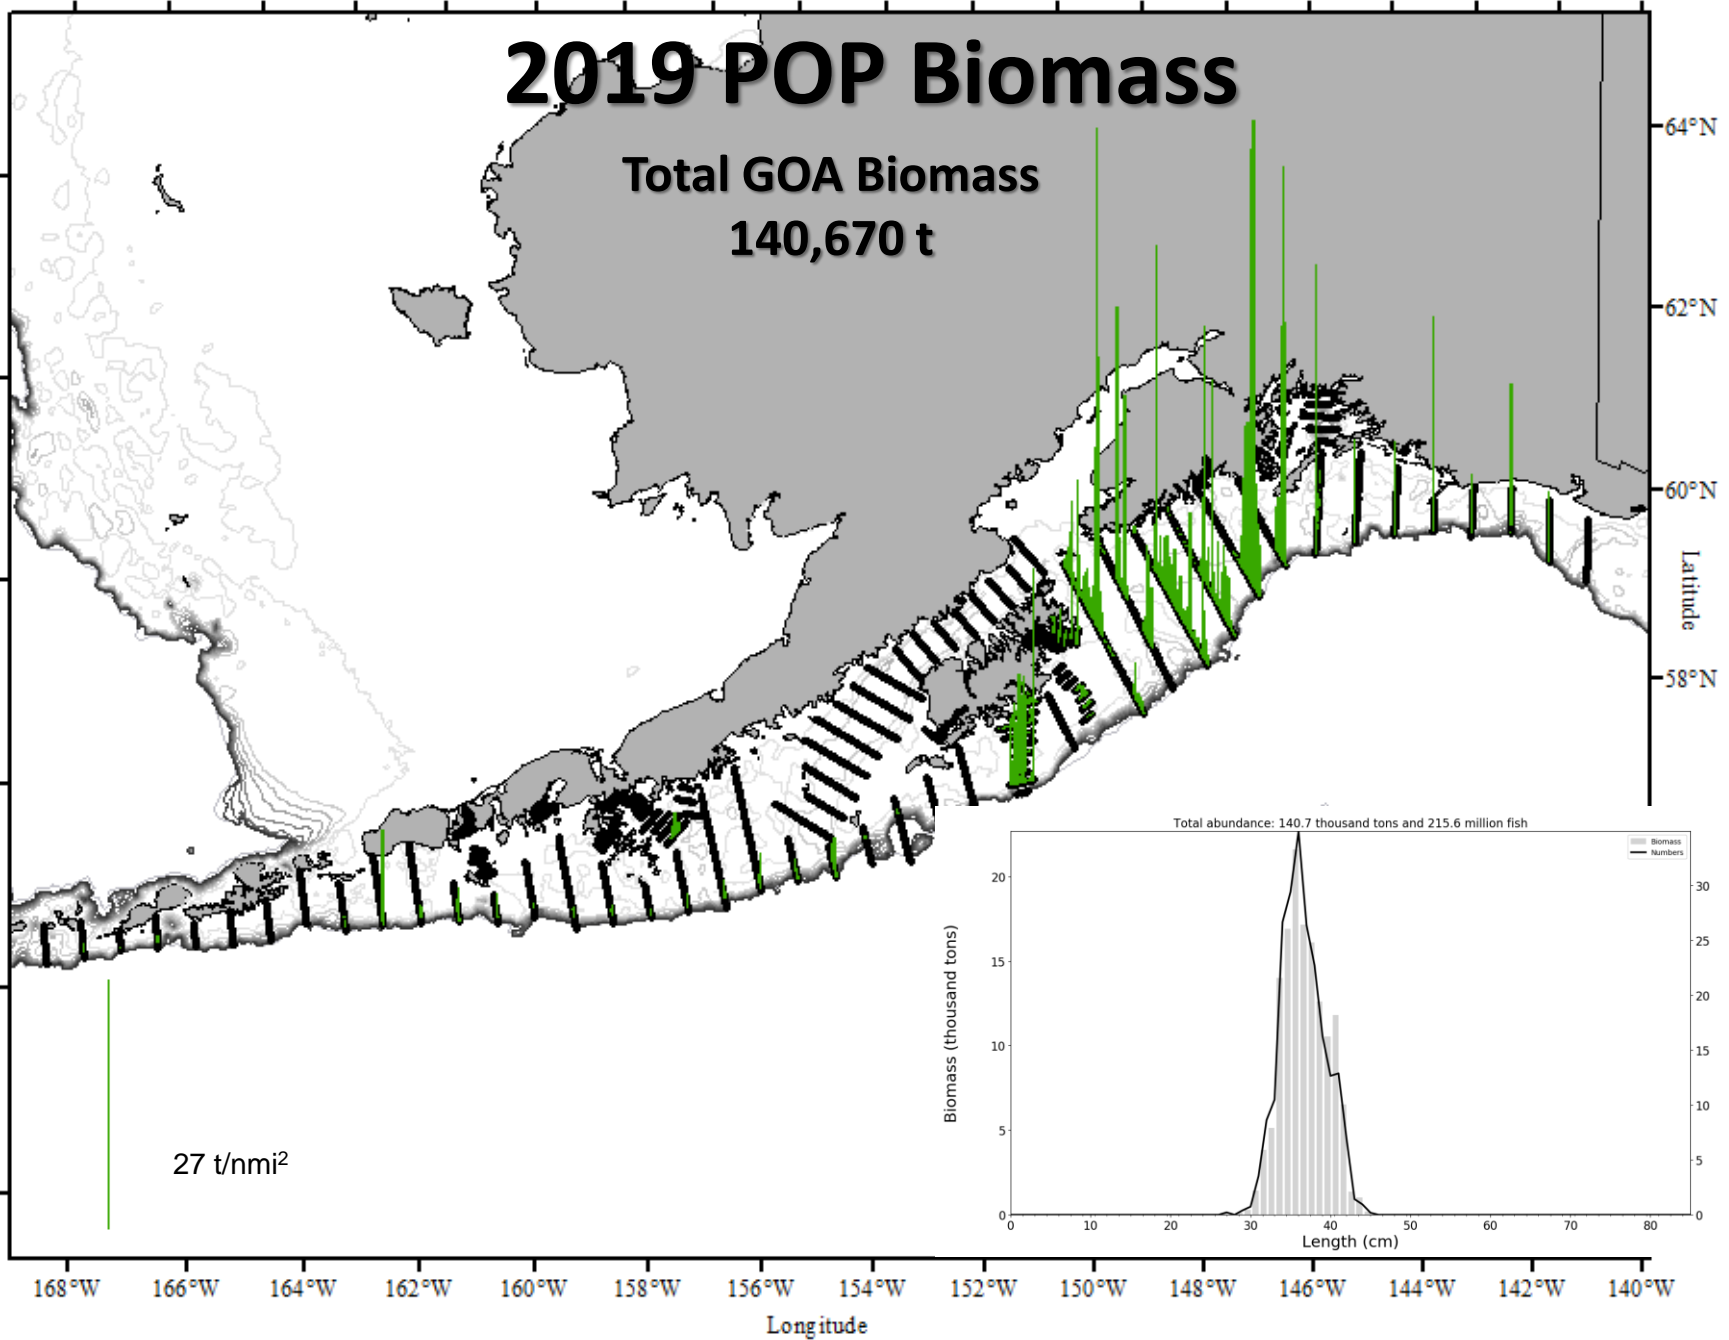 2019 POP Biomass
Total GOA Biomass
140,670 t
64°N
62°N
60°N
58°N
Latitude
27 t/nmi²
Total abundance: 140.7 thousand tons and 215.6 million fish
Biomass
Numbers
Biomass (thousand tons)
20
15
10
5
0
30
25
20
15
10
5
0
0 10 20 30 40 50 60 70 80
Length (cm)
168°W 166°W 164°W 162°W 160°W 158°W 156°W 154°W 152°W 150°W 148°W 146°W 144°W 142°W 140°W
Longitude